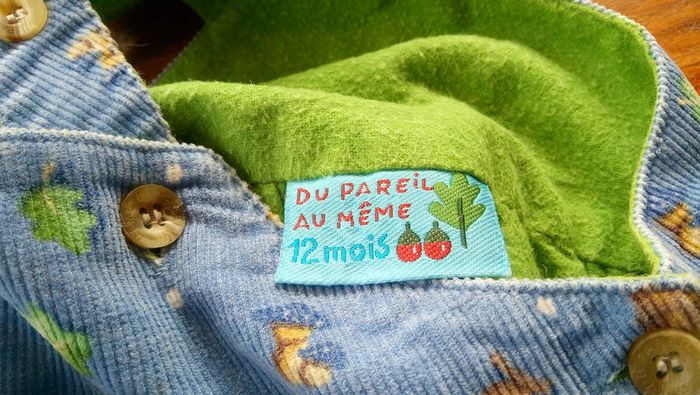 DU PAREIL
AU MÊME
12 mois